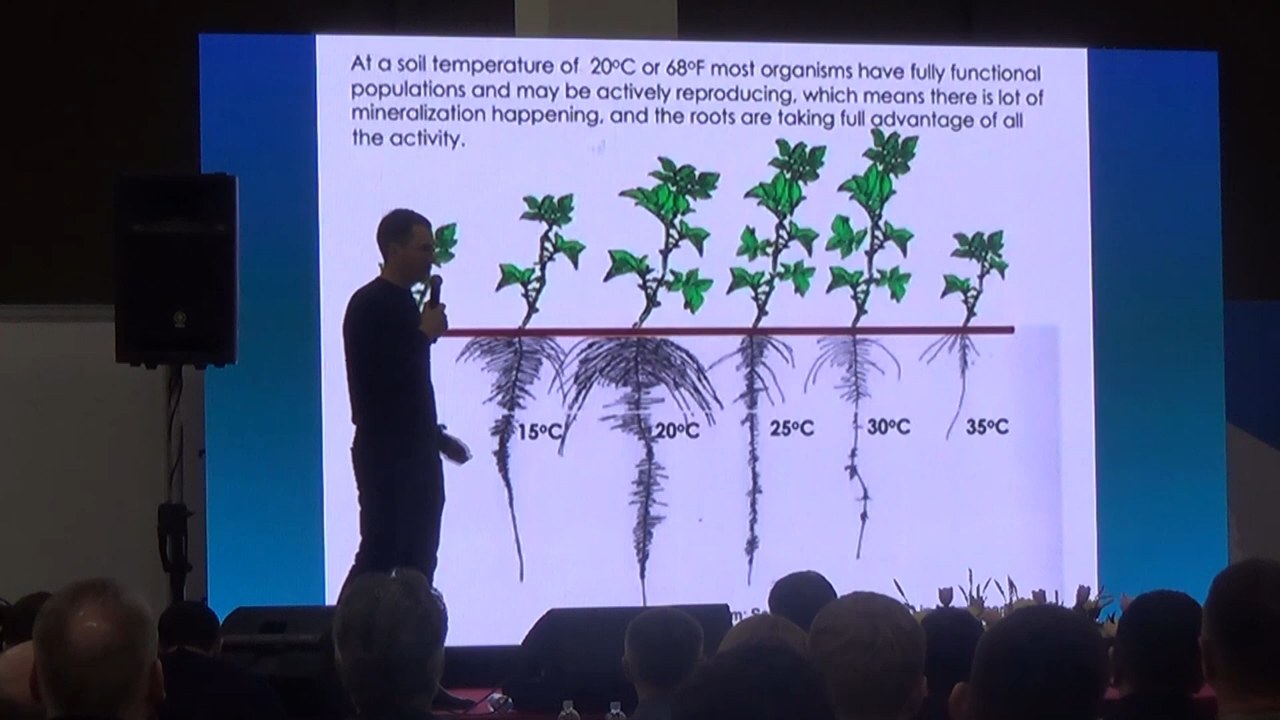 At a soil temperature of 20°C or 68°F most organisms have fully functional
populations and may be actively reproducing, which means there is lot of
mineralization happening, and the roots are taking full advantage of all
the activity.
15°C 20°C 25°C 30°C 35°C